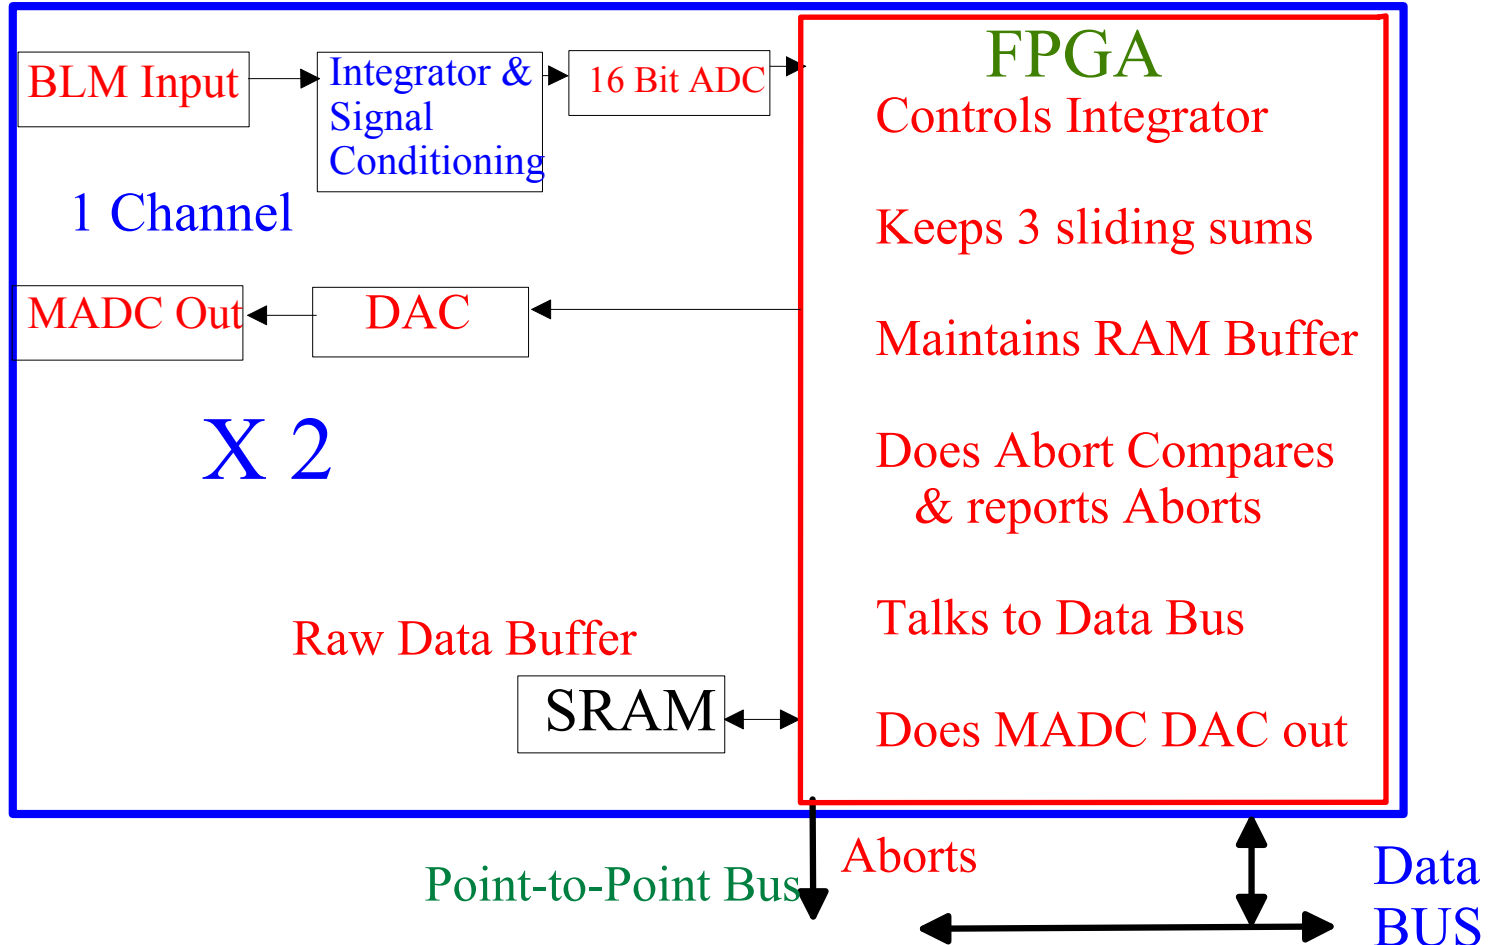 BLM Input
Integrator &
Signal
Conditioning
16 Bit ADC
1 Channel
MADC Out
DAC
X 2
Raw Data Buffer
SRAM
FPGA
Controls Integrator
Keeps 3 sliding sums
Maintains RAM Buffer
Does Abort Compares
& reports Aborts
Talks to Data Bus
Does MADC DAC out
Aborts
Point-to-Point Bus
Data
BUS